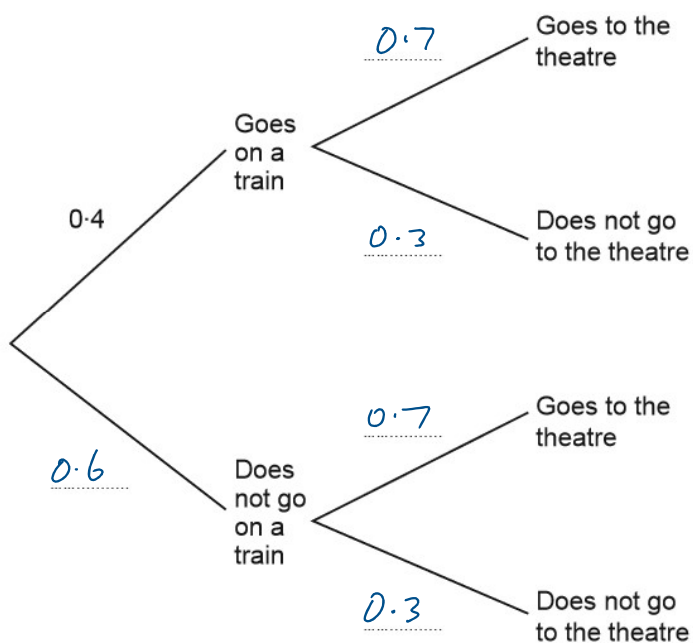 0.7
Goes to the
theatre
Goes
on a
train
0·4
0.3
Does not go
to the theatre
0.7
Goes to the
theatre
0.6
Does
not go
on a
train
0.3
Does not go
to the theatre